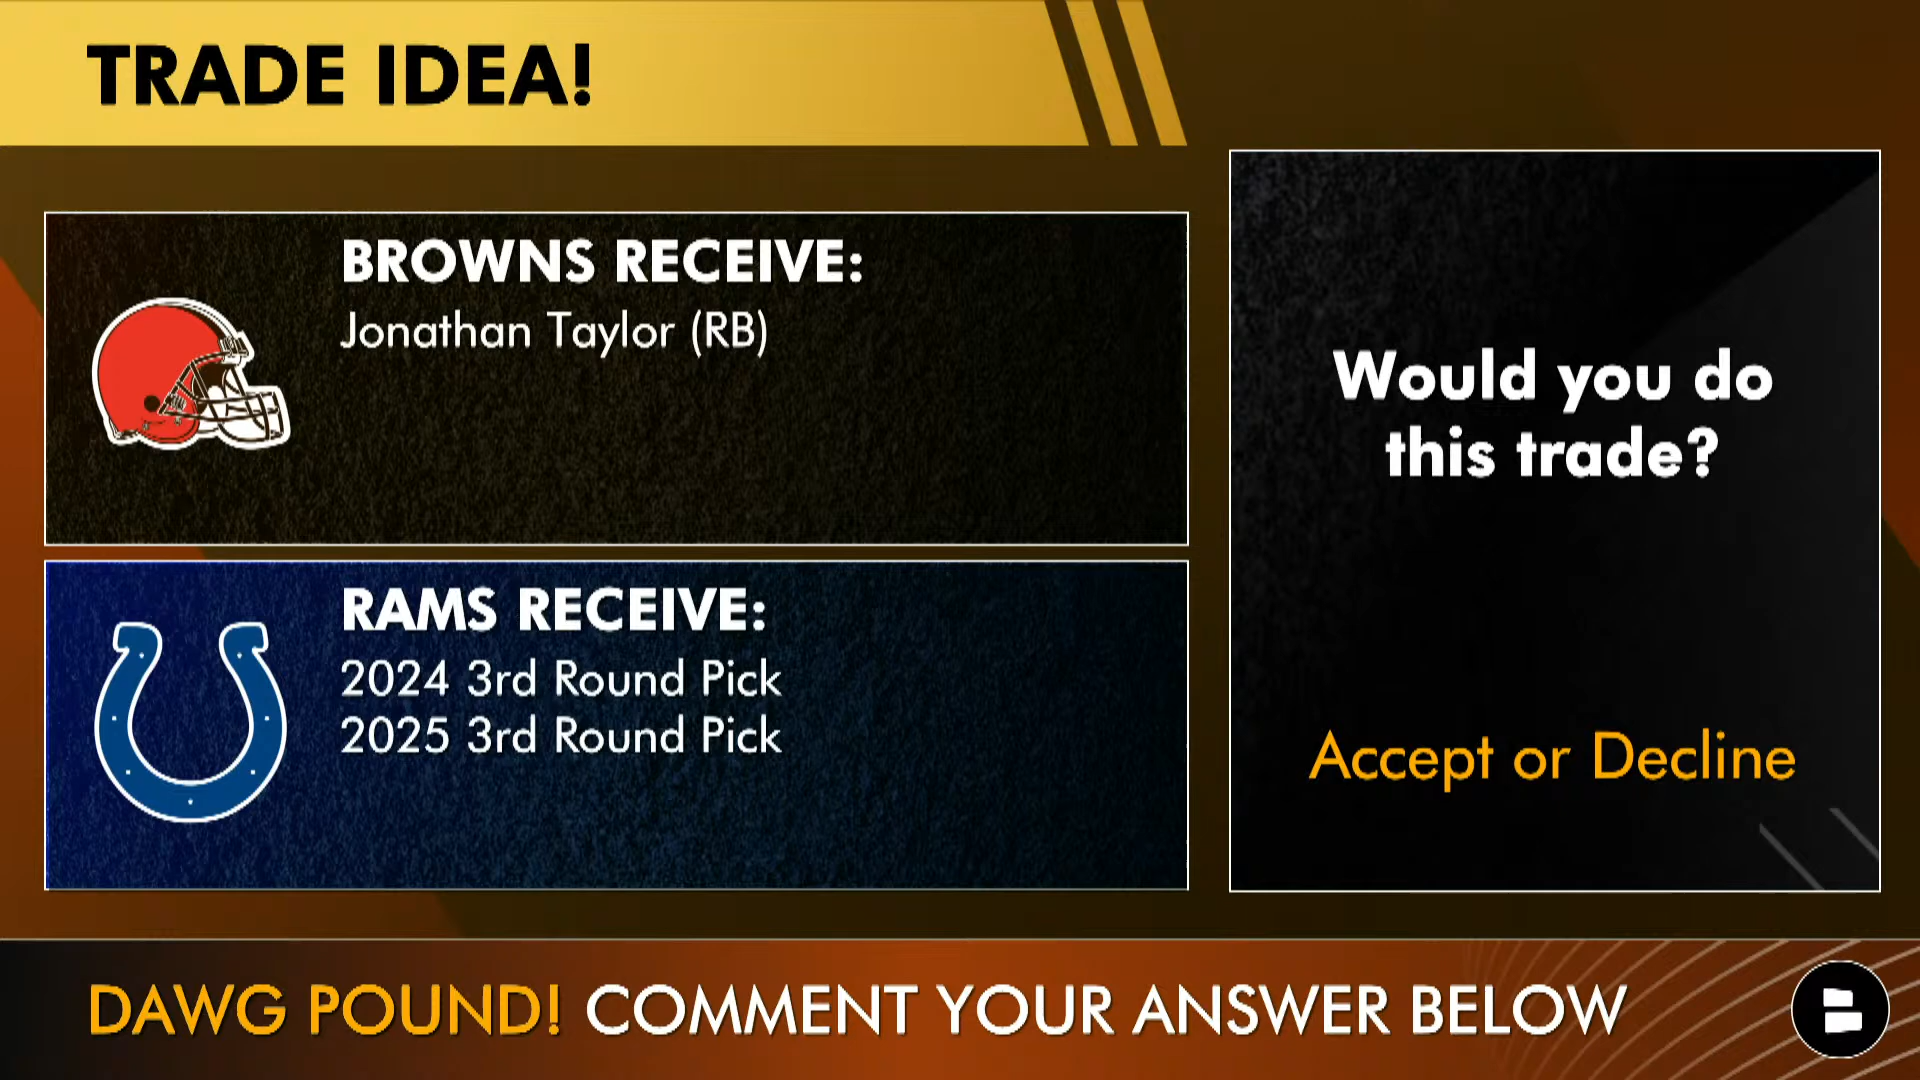 TRADE IDEA!
BROWNS RECEIVE:
Jonathan Taylor (RB)
RAMS RECEIVE:
2024 3rd Round Pick
2025 3rd Round Pick
Would you do
this trade?
Accept or Decline
DAWG POUND! COMMENT YOUR ANSWER BELOW